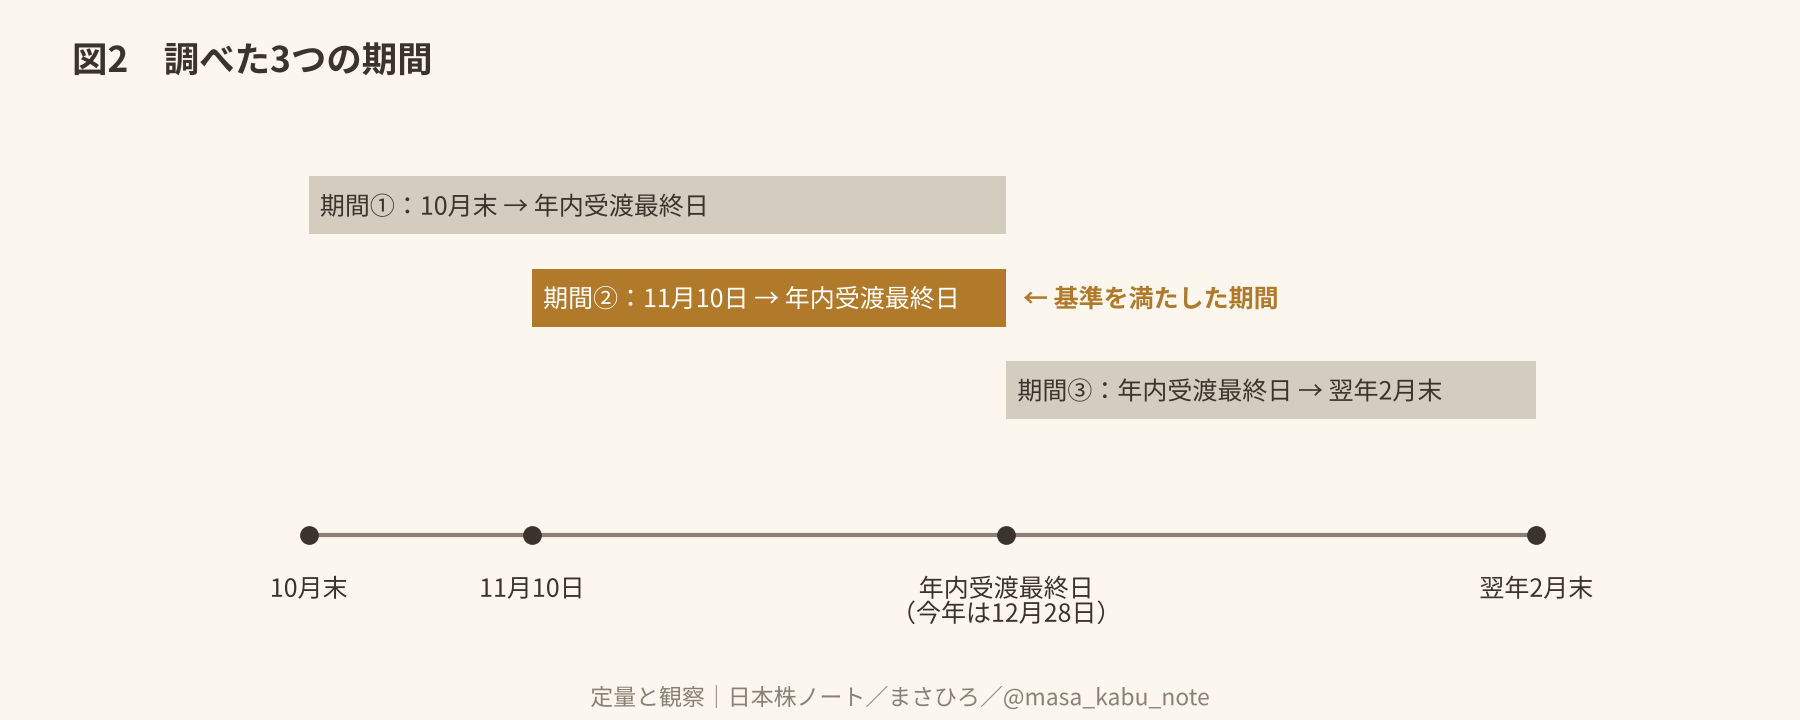 図2　調べた3つの期間
期間①：10月末 → 年内受渡最終日
期間②：11月10日 → 年内受渡最終日
← 基準を満たした期間
期間③：年内受渡最終日 → 翌年2月末
10月末
11月10日
年内受渡最終日
（今年は12月28日）
翌年2月末
定量と観察｜日本株ノート／まさひろ／@masa_kabu_note